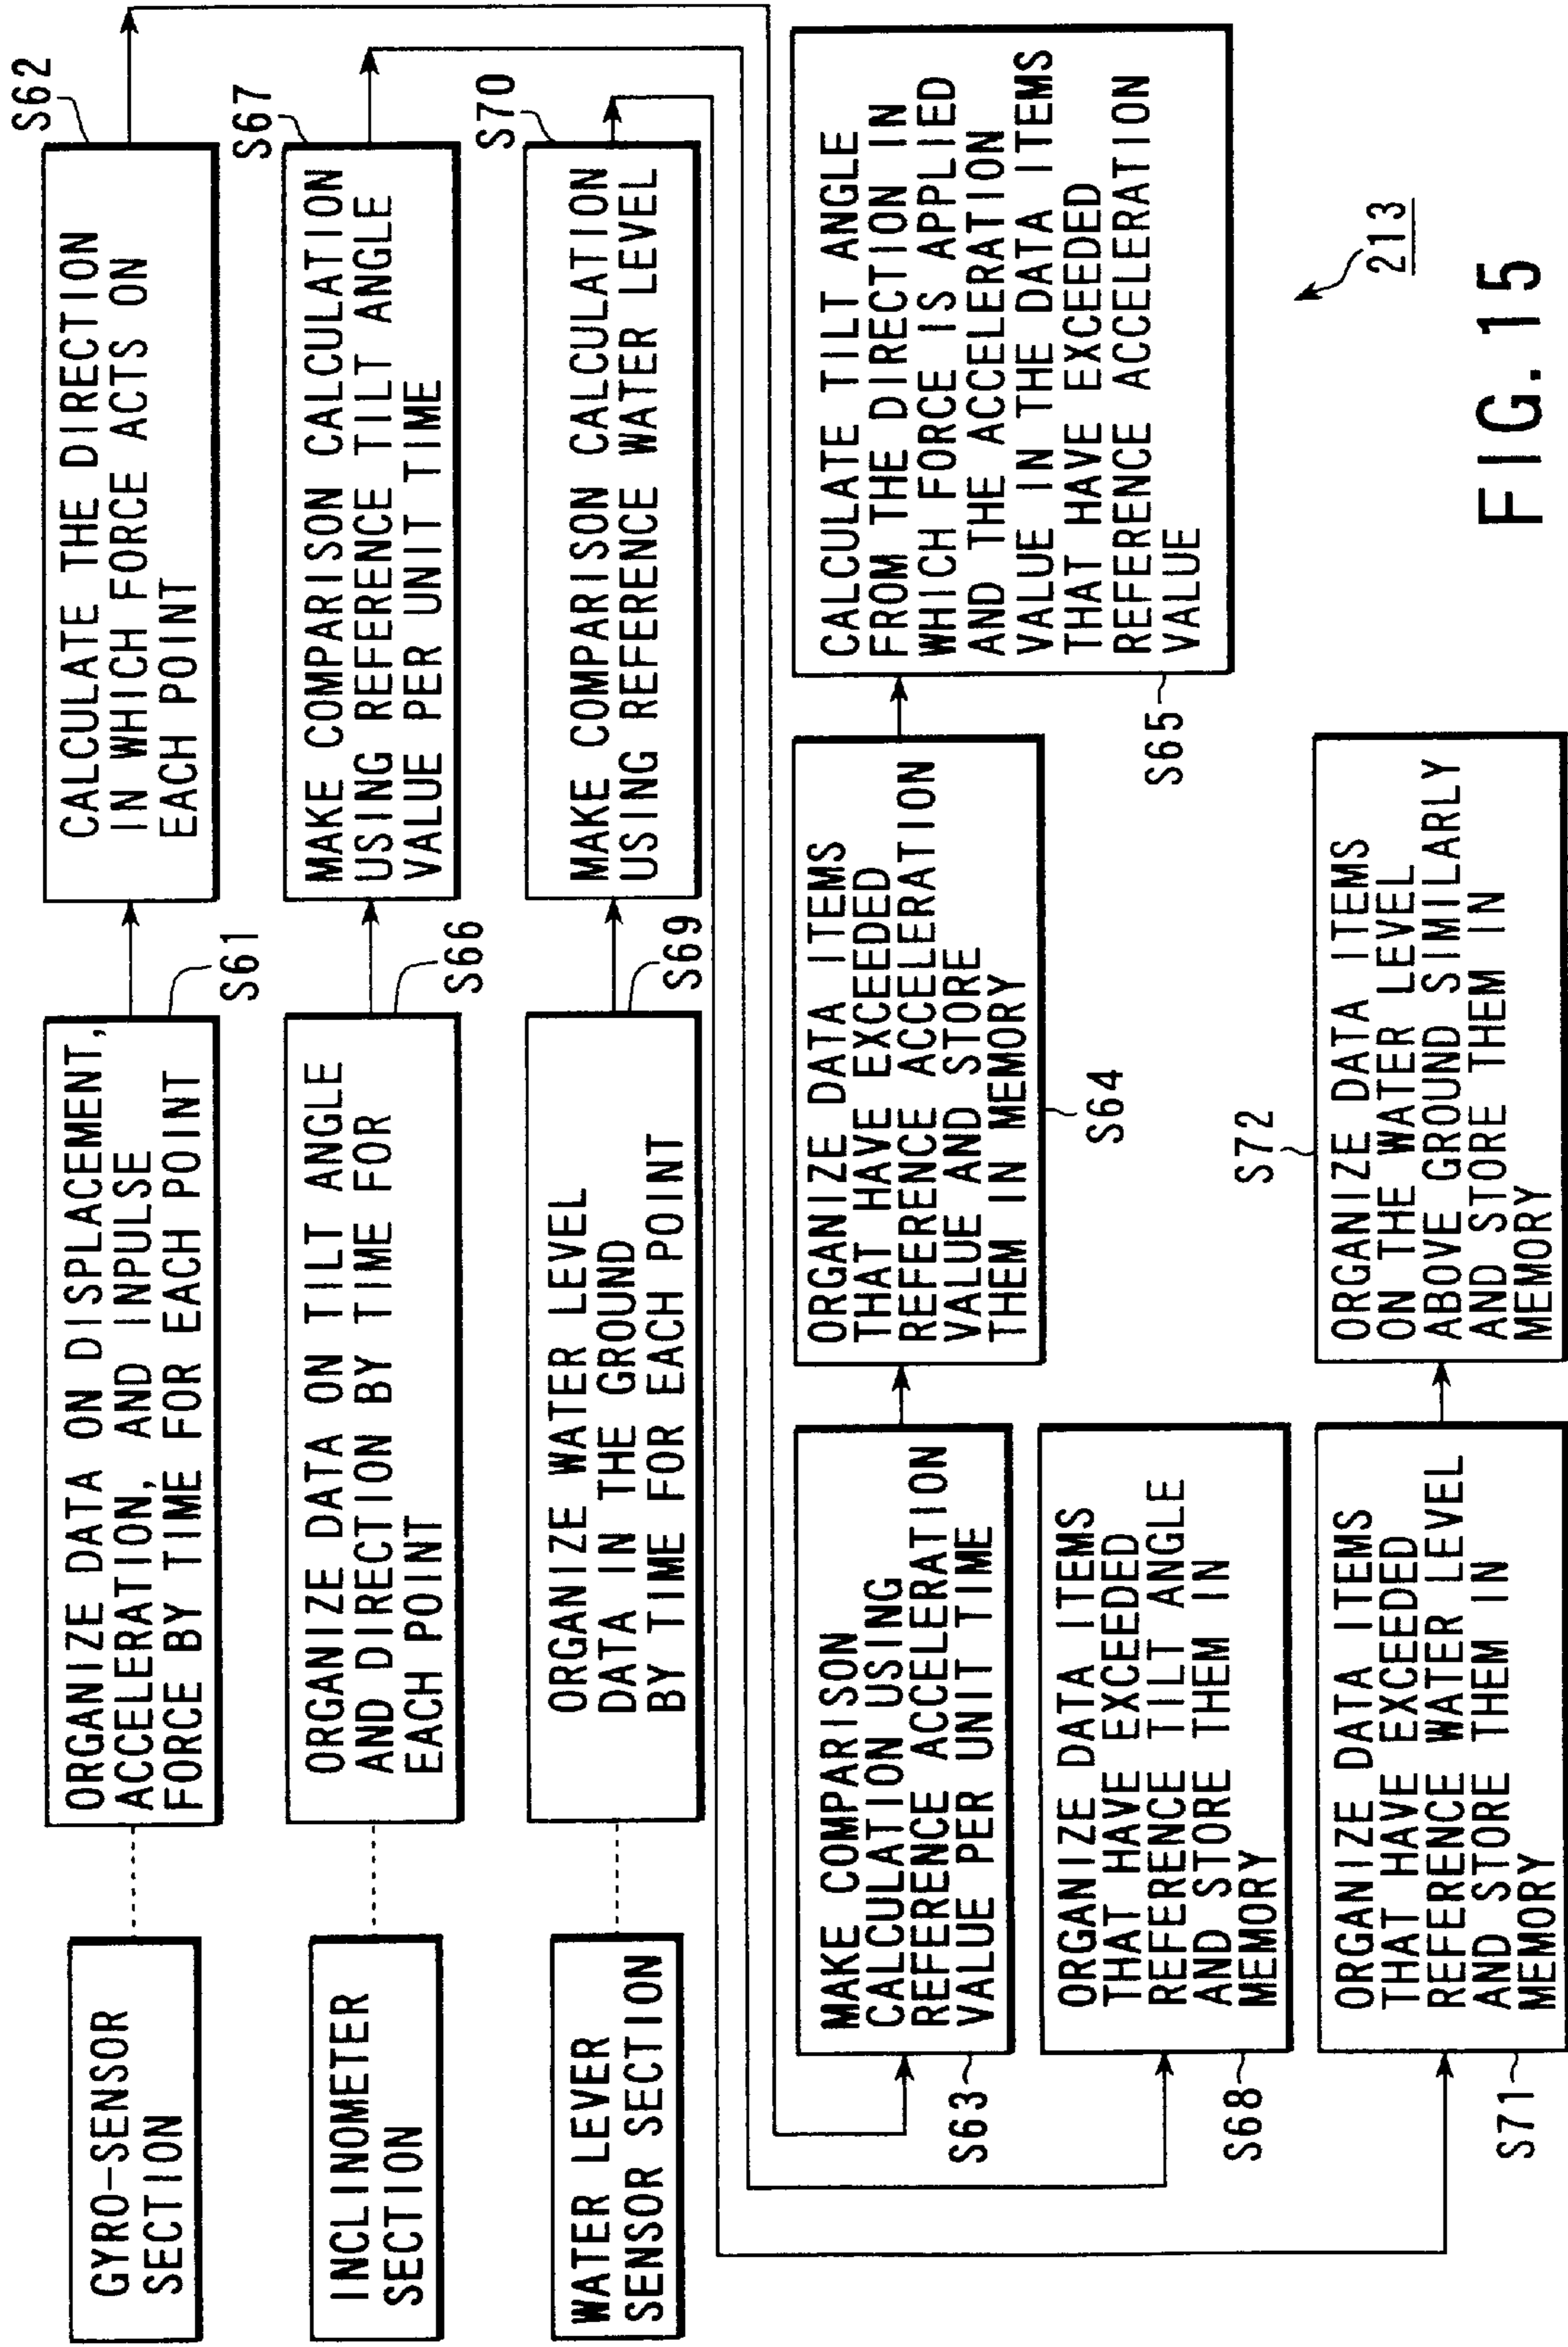 GYRO-SENSOR
SECTION
ORGANIZE DATA ON DISPLACEMENT,
ACCELERATION, AND INPULSE
FORCE BY TIME FOR EACH POINT
S61
CALCULATE THE DIRECTION
IN WHICH FORCE ACTS ON
EACH POINT
S62
INCLINOMETER
SECTION
ORGANIZE DATA ON TILT ANGLE
AND DIRECTION BY TIME FOR
EACH POINT
S66
MAKE COMPARISON CALCULATION
USING REFERENCE TILT ANGLE
VALUE PER UNIT TIME
S67
WATER LEVER
SENSOR SECTION
ORGANIZE WATER LEVEL
DATA IN THE GROUND
BY TIME FOR EACH POINT
S69
MAKE COMPARISON CALCULATION
USING REFERENCE WATER LEVEL
S70
MAKE COMPARISON
CALCULATION USING
REFERENCE ACCELERATION
VALUE PER UNIT TIME
S63
ORGANIZE DATA ITEMS
THAT HAVE EXCEEDED
REFERENCE ACCELERATION
VALUE AND STORE
THEM IN MEMORY
S64
CALCULATE TILT ANGLE
FROM THE DIRECTION IN
WHICH FORCE IS APPLIED
AND THE ACCELERATION
VALUE IN THE DATA ITEMS
THAT HAVE EXCEEDED
REFERENCE ACCELERATION
VALUE
S65
ORGANIZE DATA ITEMS
THAT HAVE EXCEEDED
REFERENCE TILT ANGLE
AND STORE THEM IN
MEMORY
S68
ORGANIZE DATA ITEMS
THAT HAVE EXCEEDED
REFERENCE WATER LEVEL
AND STORE THEM IN
MEMORY
S71
ORGANIZE DATA ITEMS
ON THE WATER LEVEL
ABOVE GROUND SIMILARLY
AND STORE THEM IN
MEMORY
S72
213
FIG. 15